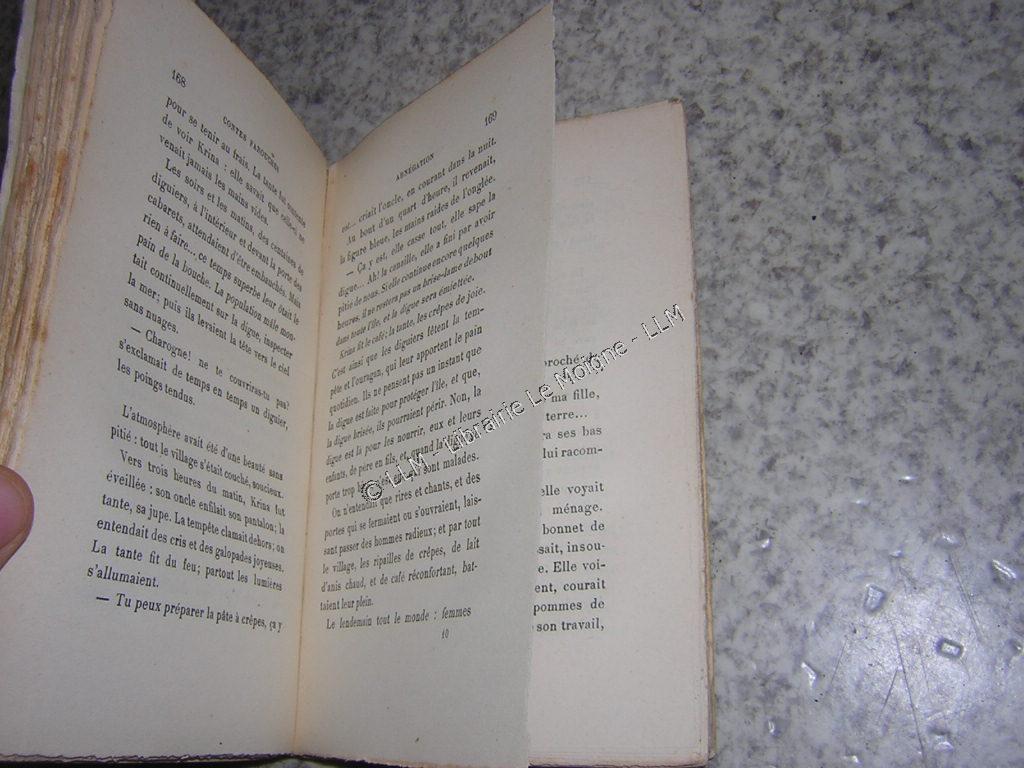 168
CONTES FAROUCHES
pour se tenir au frais. La tante fut contente
de voir Krina : elle savait que celle-ci ne
venait jamais les mains vides.
Les soirs et les matins, des centaines de
diguiers, à l'intérieur et devant la porte des
cabarets, attendaient d'être embauchés. Mais
rien à faire... ce temps superbe leur ôtait le
pain de la bouche. La population mâle mon-
tait continuellement sur la digue, inspecter
la mer; puis ils levaient la tête vers le ciel
sans nuages.
— Charogne! ne te couvriras-tu pas?
s'exclamait de temps en temps un diguier,
les poings tendus.
L'atmosphère avait été d'une beauté sans
pitié : tout le village s'était couché, soucieux.
Vers trois heures du matin, Krina fut
éveillée : son oncle enfilait son pantalon; la
tante, sa jupe. La tempête clamait dehors; on
entendait des cris et des galopades joyeuses.
La tante fit du feu; partout les lumières
s'allumaient.
— Tu peux préparer la pâte à crêpes, ça y
169
ABNÉGATION
est... criait l'oncle, en courant dans la nuit.
Au bout d'un quart d'heure, il revenait,
la figure bleue, les mains raides de l'onglée.
— Ça y est, elle casse tout, elle sape la
digue... Ah! la canaille, elle a fini par avoir
pitié de nous. Si elle continue encore quelques
heures, il ne restera pas un brise-lame debout
dans toute l'île, et la digue sera émiettée.
Krina fit le café; la tante, les crêpes de joie.
C'est ainsi que les diguiers fêtent la tem-
pête et l'ouragan, qui leur apportent le pain
quotidien. Ils ne pensent pas un instant que
la digue est faite pour protéger l'île, et que,
la digue brisée, ils pourraient périr. Non, la
digue est là pour les nourrir, eux et leurs
enfants, de père en fils, et, quand la digue se
porte trop sont malades.
On n'entendait que rires et chants, et des
portes qui se fermaient ou s'ouvraient, lais-
sant passer des hommes radieux; et par tout
le village, les ripailles de crêpes, de lait
d'anis chaud, et de café réconfortant, bat-
taient leur plein.
Le lendemain tout le monde : femmes
10
proche
ma fille,
terre...
ra ses bas
lui racom-
elle voyait
ménage.
bonnet de
sait, insou-
e. Elle voi-
ent, courait
pommes de
son travail,
© LLM - Librairie Le Moigne - LLM